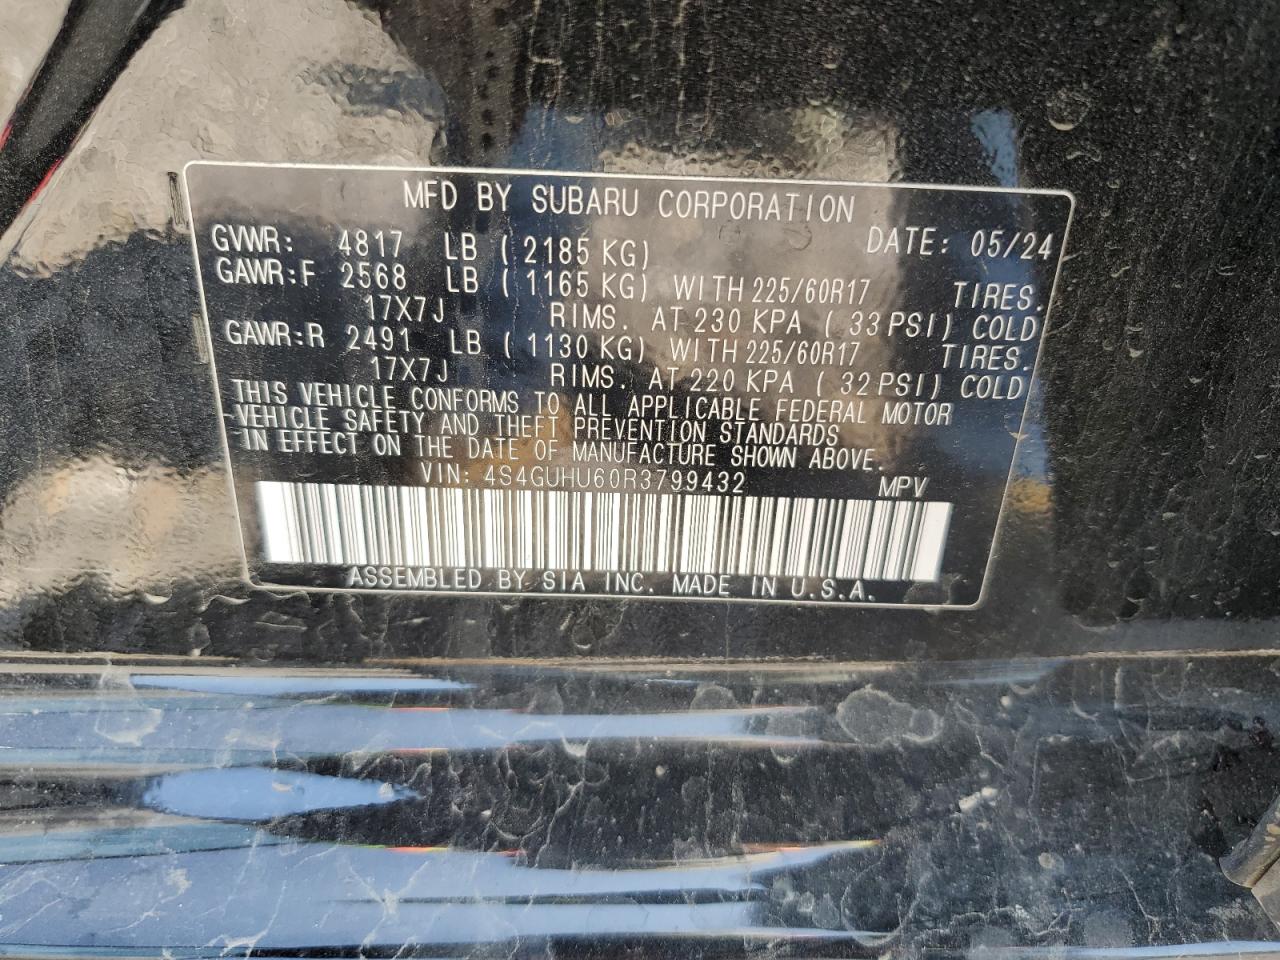 MFD BY SUBARU CORPORATION
GVWR: 4817 LB ( 2185 KG) DATE: 05/24
GAWR:F 2568 LB ( 1165 KG) WITH 225/60R17 TIRES.
17X7J RIMS. AT 230 KPA ( 33 PSI) COLD
GAWR:R 2491 LB ( 1130 KG) WITH 225/60R17 TIRES.
17X7J RIMS. AT 220 KPA ( 32 PSI) COLD
THIS VEHICLE CONFORMS TO ALL APPLICABLE FEDERAL MOTOR
VEHICLE SAFETY AND THEFT PREVENTION STANDARDS
IN EFFECT ON THE DATE OF MANUFACTURE SHOWN ABOVE.
VIN: 4S4GUHU60R3799432 MPV
ASSEMBLED BY SIA INC. MADE IN U.S.A.